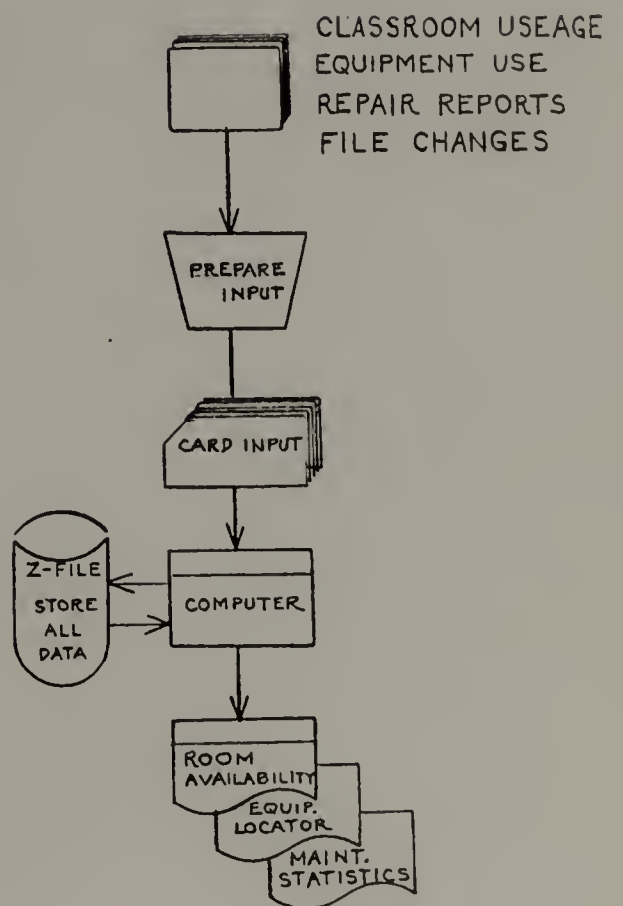 CLASSROOM USEAGE
EQUIPMENT USE
REPAIR REPORTS
FILE CHANGES
PREPARE
INPUT
CARD INPUT
Z-FILE
STORE
ALL
DATA
COMPUTER
ROOM
AVAILABILITY
EQUIP.
LOCATOR
MAINT.
STATISTICS